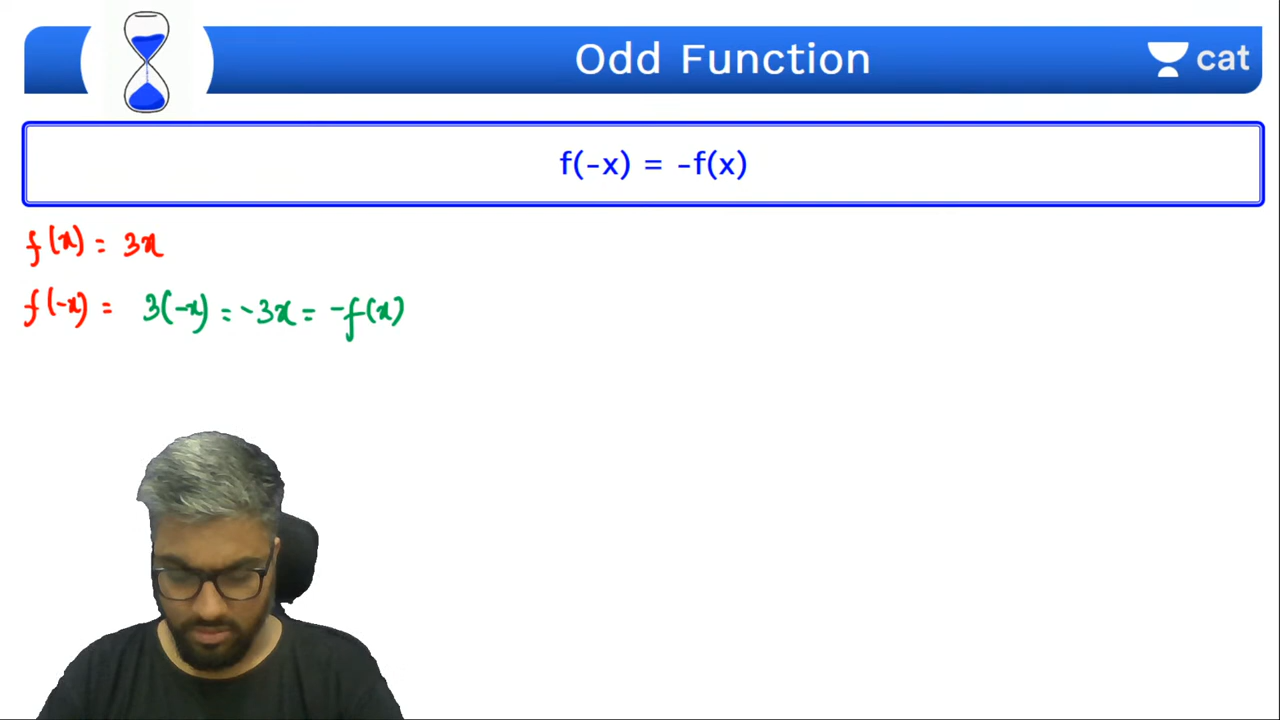 Odd Function
cat
f(-x) = -f(x)
f(x) = 3x
f(-x) = 3(-x) = -3x = -f(x)